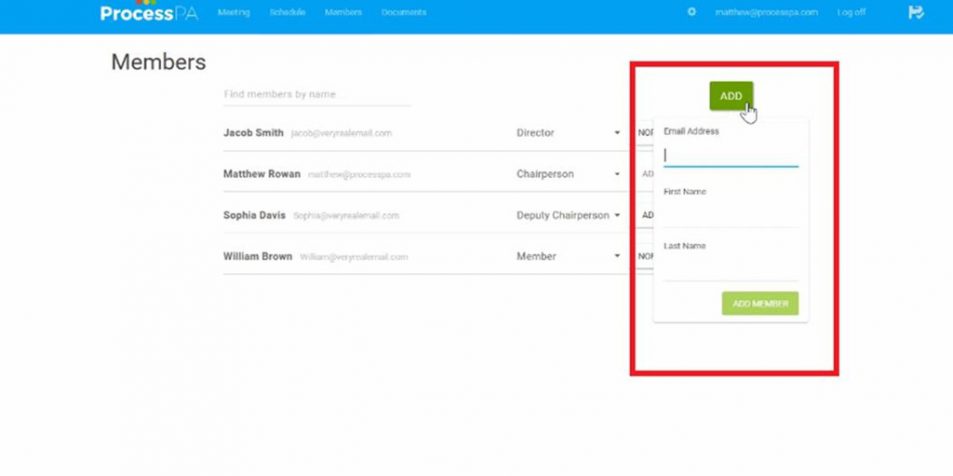 ProcessPA Meeting Schedule Members Documents matthew@processpa.com Log off
Members
Find members by name
ADD
Email Address
Jacob Smith jacob@veryrealemail.com Director NOR
Matthew Rowan matthew@processpa.com Chairperson AD
First Name
Sophia Davis Sophia@veryrealemail.com Deputy Chairperson AD
Last Name
William Brown William@veryrealemail.com Member NOR
ADD MEMBER